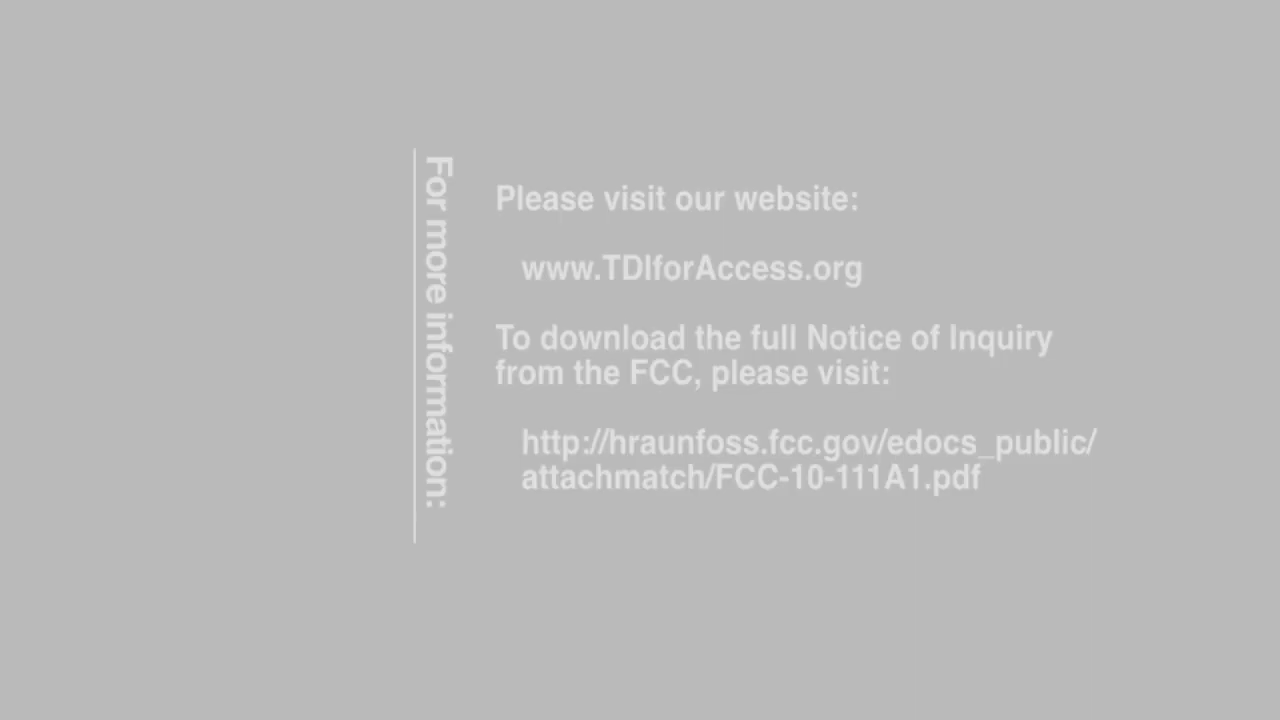 For more information:
Please visit our website:
www.TDIforAccess.org
To download the full Notice of Inquiry
from the FCC, please visit:
http://hraunfoss.fcc.gov/edocs_public/
attachmatch/FCC-10-111A1.pdf